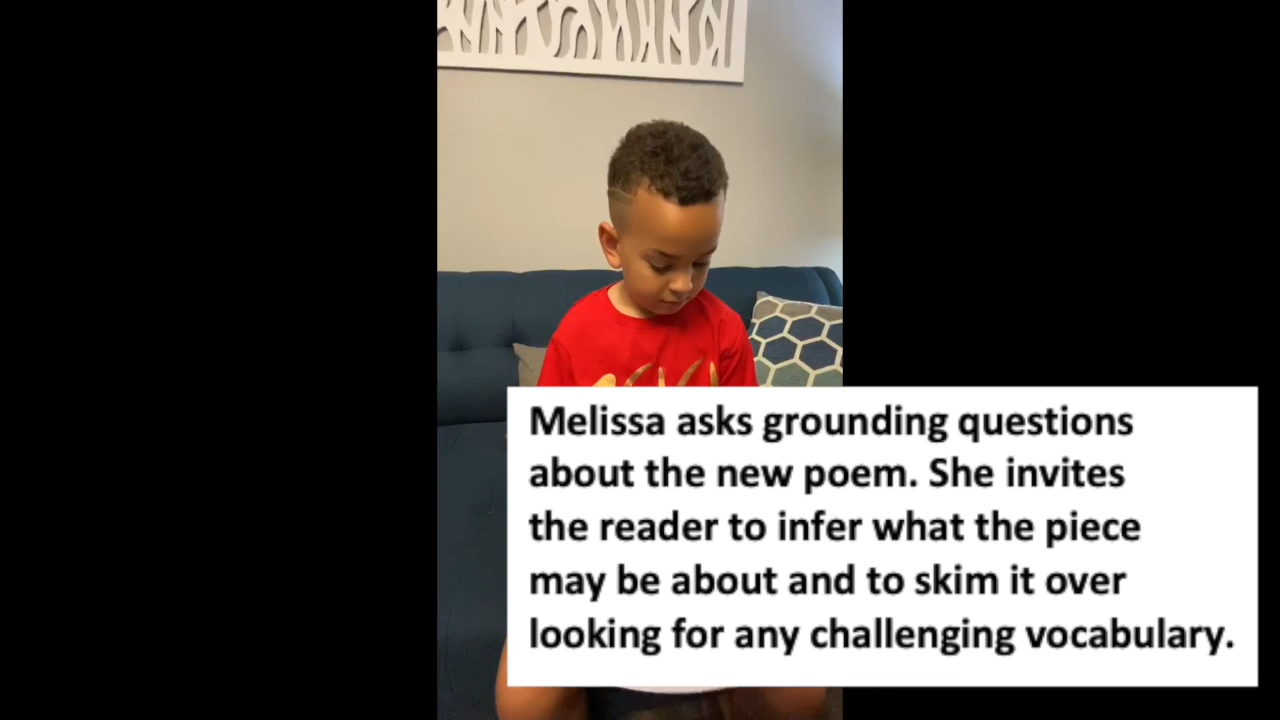 Melissa asks grounding questions
about the new poem. She invites
the reader to infer what the piece
may be about and to skim it over
looking for any challenging vocabulary.